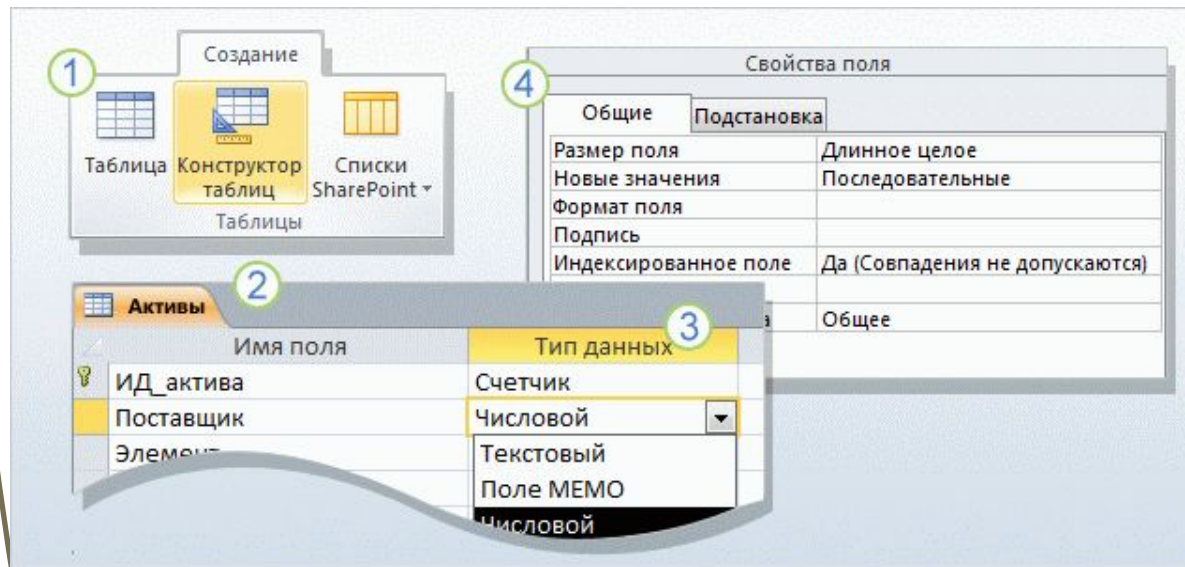 1
Создание
Таблица
Конструктор
таблиц
Списки
SharePoint
Таблицы
4
Свойства поля
Общие
Подстановка
Размер поля Длинное целое
Новые значения Последовательные
Формат поля
Подпись
Индексированное поле Да (Совпадения не допускаются)
Общее
2
Активы
3
Имя поля Тип данных
ИД_актива Счетчик
Поставщик Числовой
Текстовый
Поле МЕМО
Числовой